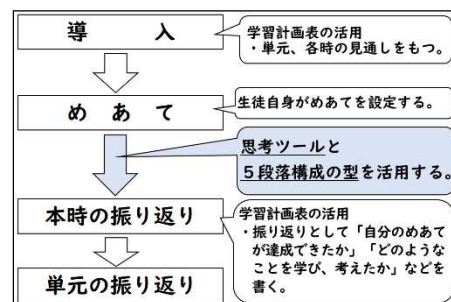 導　　入
学習計画表の活用
・単元、各時の見通しをもつ。
め　あ　て
生徒自身がめあてを設定する。
思考ツールと
５段落構成の型を活用する。
本時の振り返り
学習計画表の活用
・振り返りとして「自分のめあて
が達成できたか」「どのような
ことを学び、考えたか」などを
書く。
単元の振り返り